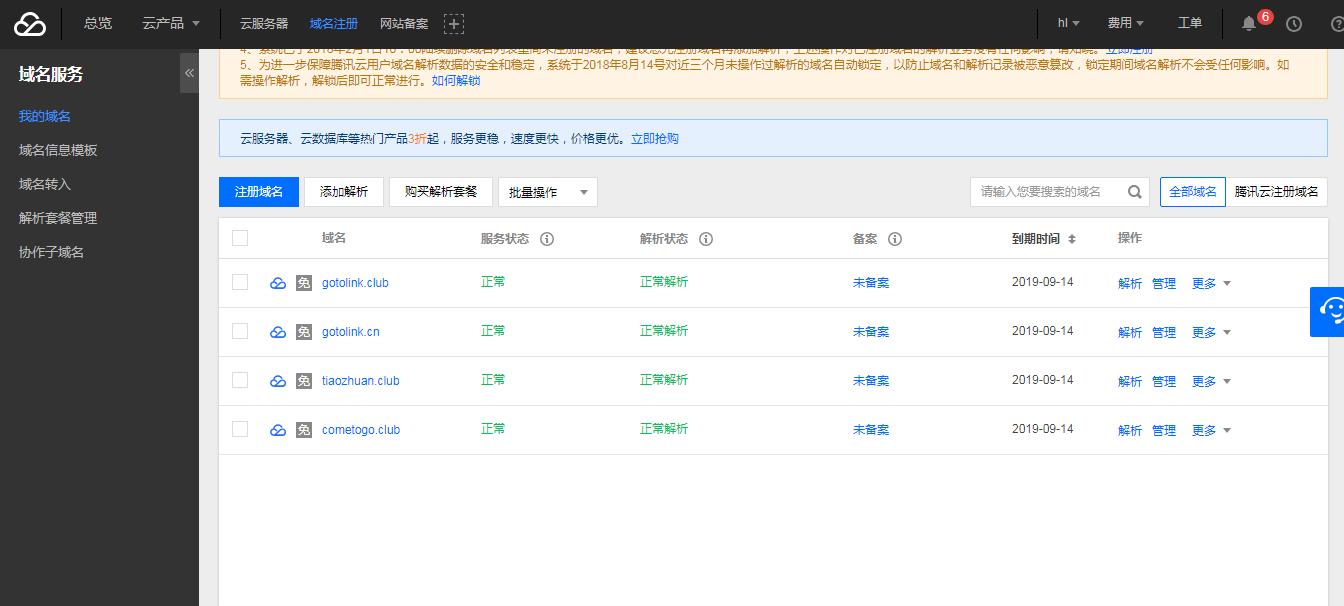 总览 云产品 云服务器 域名注册 网站备案 hl 费用 工单 6
域名服务
«
我的域名
域名信息模板
域名转入
解析套餐管理
协作子域名
5、为进一步保障腾讯云用户域名解析数据的安全和稳定，系统于2018年8月14号对近三个月未操作过解析的域名自动锁定，以防止域名和解析记录被恶意篡改，锁定期间域名解析不会受任何影响。如
需操作解析，解锁后即可正常进行。如何解锁
云服务器、云数据库等热门产品3折起，服务更稳，速度更快，价格更优。立即抢购
注册域名 添加解析 购买解析套餐 批量操作 请输入您要搜索的域名 全部域名 腾讯云注册域名
域名 服务状态 解析状态 备案 到期时间 操作
免 gotolink.club 正常 正常解析 未备案 2019-09-14 解析 管理 更多
免 gotolink.cn 正常 正常解析 未备案 2019-09-14 解析 管理 更多
免 tiaozhuan.club 正常 正常解析 未备案 2019-09-14 解析 管理 更多
免 cometogo.club 正常 正常解析 未备案 2019-09-14 解析 管理 更多